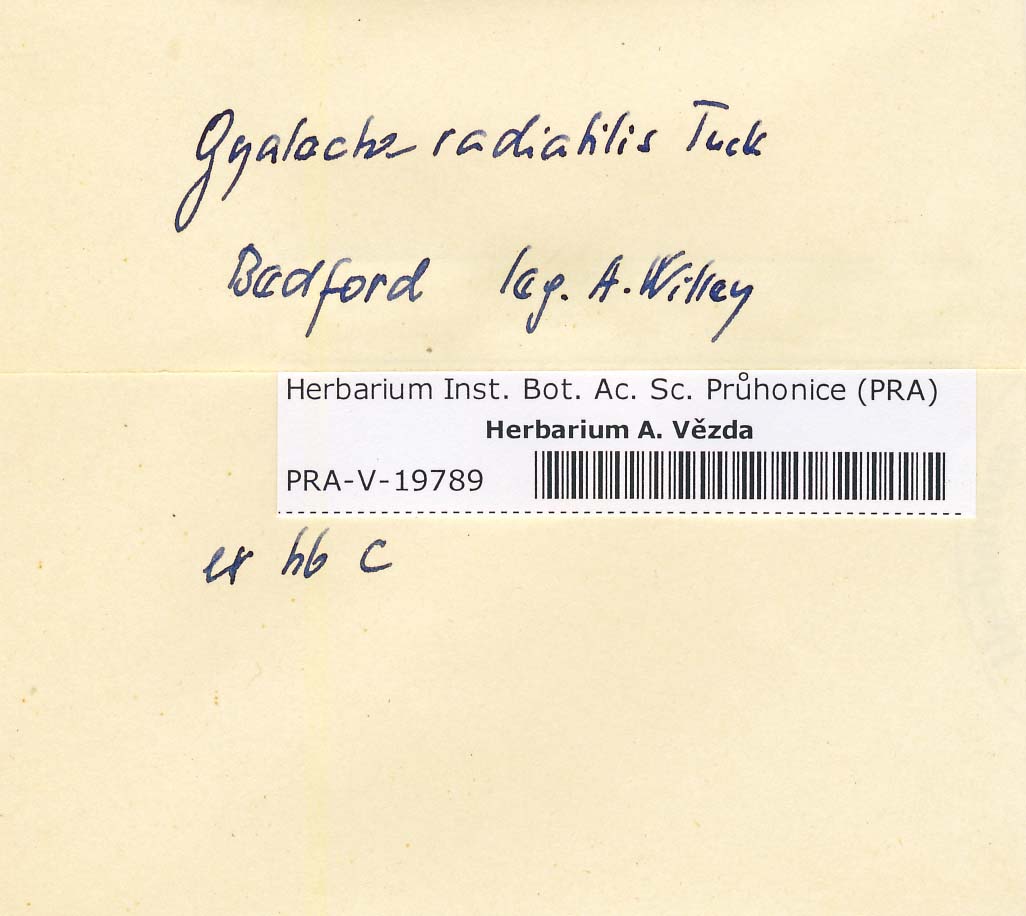 Gyalecta radiatilis Tuck
Bedford leg. A. Willey
Herbarium Inst. Bot. Ac. Sc. Průhonice (PRA)
Herbarium A. Vězda
PRA-V-19789
ex hb C